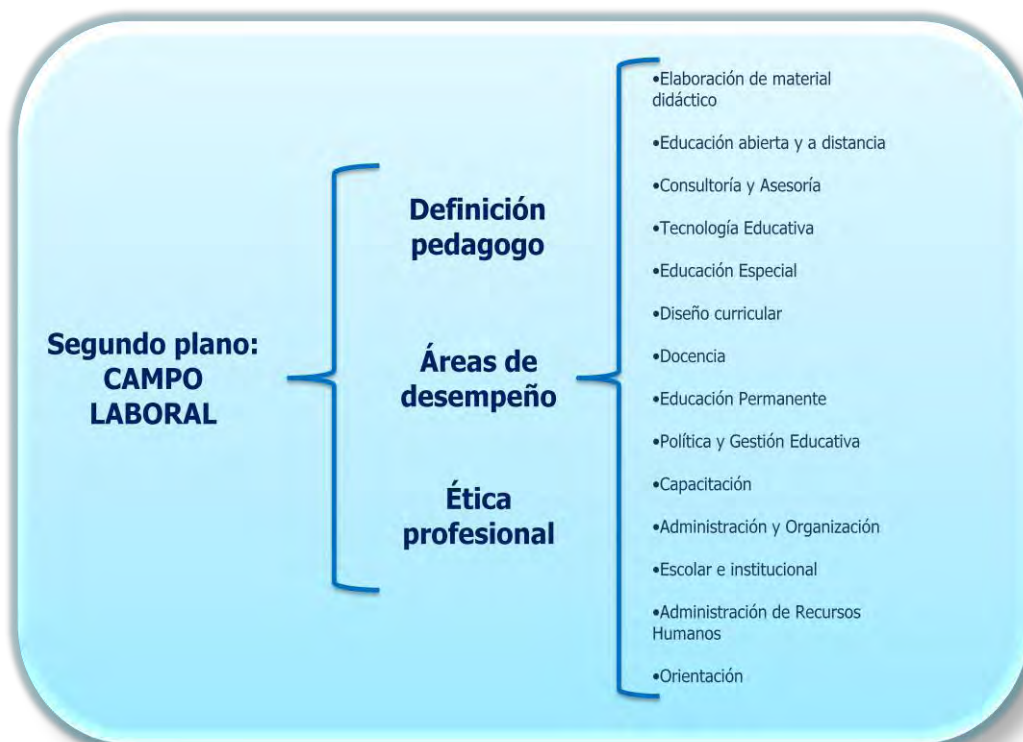 Segundo plano:
CAMPO
LABORAL
Definición
pedagogo
Áreas de
desempeño
Ética
profesional
•Elaboración de material
didáctico
•Educación abierta y a distancia
•Consultoría y Asesoría
•Tecnología Educativa
•Educación Especial
•Diseño curricular
•Docencia
•Educación Permanente
•Política y Gestión Educativa
•Capacitación
•Administración y Organización
•Escolar e institucional
•Administración de Recursos
Humanos
•Orientación